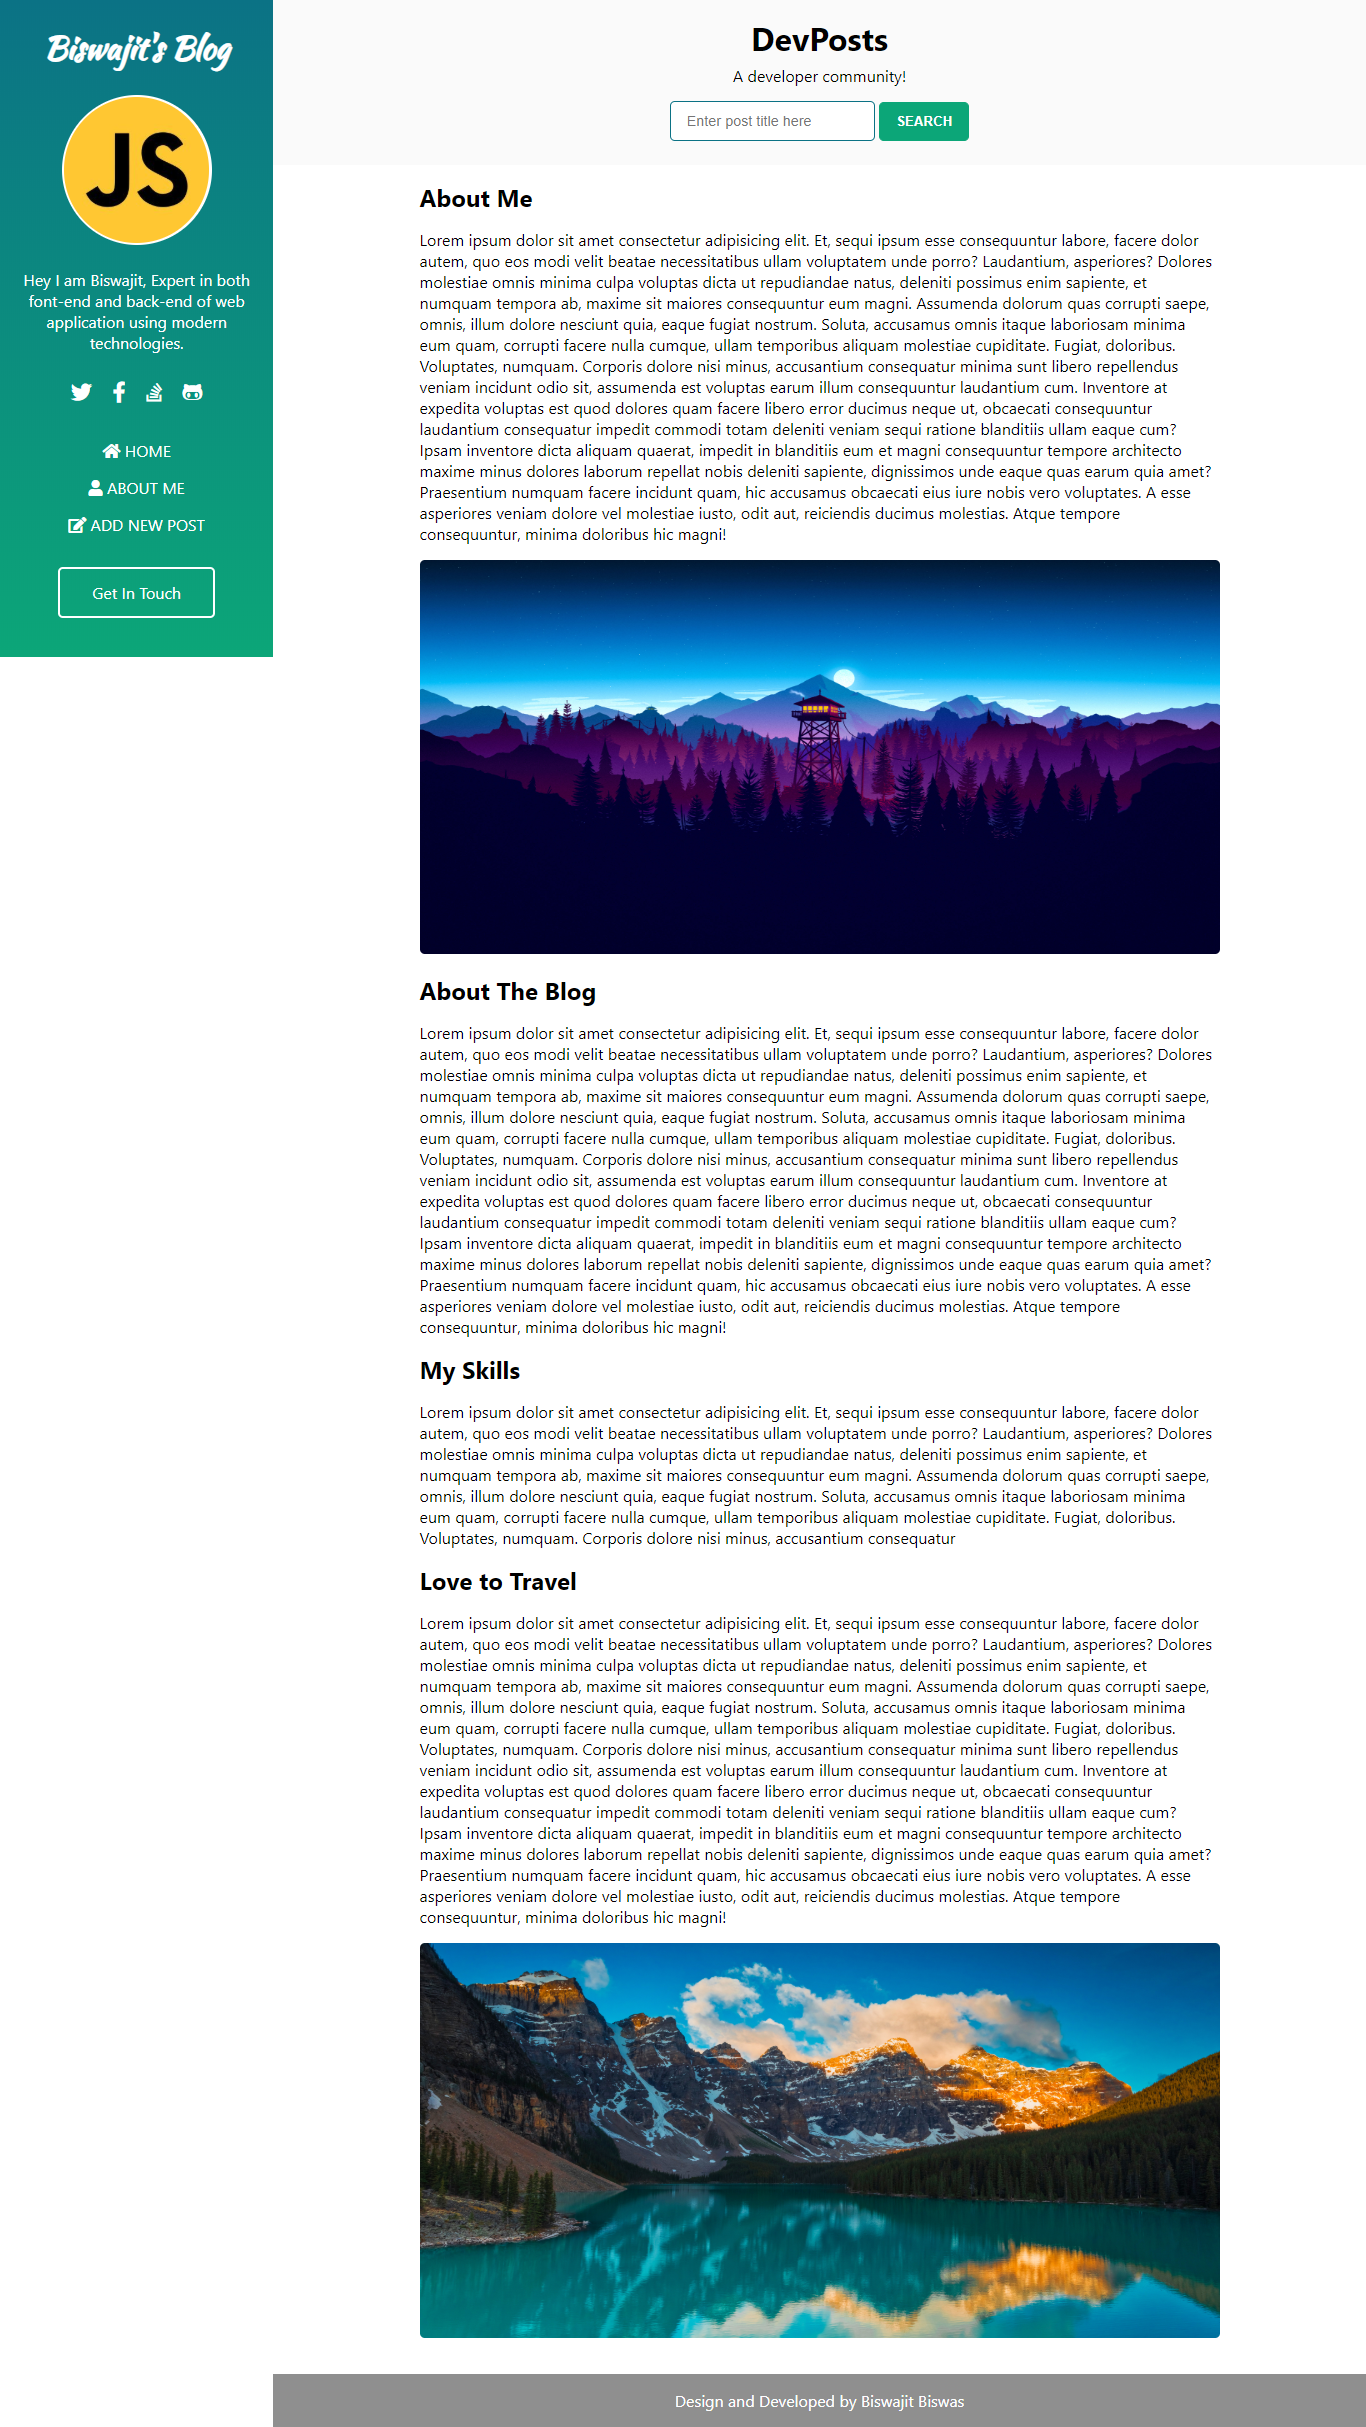 Biswajit's Blog
JS
Hey I am Biswajit, Expert in both
font-end and back-end of web
application using modern
technologies.
HOME
ABOUT ME
ADD NEW POST
Get In Touch
DevPosts
A developer community!
Enter post title here
SEARCH
About Me
Lorem ipsum dolor sit amet consectetur adipisicing elit. Et, sequi ipsum esse consequuntur labore, facere dolor
autem, quo eos modi velit beatae necessitatibus ullam voluptatem unde porro? Laudantium, asperiores? Dolores
molestiae omnis minima culpa voluptas dicta ut repudiandae natus, deleniti possimus enim sapiente, et
numquam tempora ab, maxime sit maiores consequuntur eum magni. Assumenda dolorum quas corrupti saepe,
omnis, illum dolore nesciunt quia, eaque fugiat nostrum. Soluta, accusamus omnis itaque laboriosam minima
eum quam, corrupti facere nulla cumque, ullam temporibus aliquam molestiae cupiditate. Fugiat, doloribus.
Voluptates, numquam. Corporis dolore nisi minus, accusantium consequatur minima sunt libero repellendus
veniam incidunt odio sit, assumenda est voluptas earum illum consequuntur laudantium cum. Inventore at
expedita voluptas est quod dolores quam facere libero error ducimus neque ut, obcaecati consequuntur
laudantium consequatur impedit commodi totam deleniti veniam sequi ratione blanditiis ullam eaque cum?
Ipsam inventore dicta aliquam quaerat, impedit in blanditiis eum et magni consequuntur tempore architecto
maxime minus dolores laborum repellat nobis deleniti sapiente, dignissimos unde eaque quas earum quia amet?
Praesentium numquam facere incidunt quam, hic accusamus obcaecati eius iure nobis vero voluptates. A esse
asperiores veniam dolore vel molestiae iusto, odit aut, reiciendis ducimus molestias. Atque tempore
consequuntur, minima doloribus hic magni!
About The Blog
Lorem ipsum dolor sit amet consectetur adipisicing elit. Et, sequi ipsum esse consequuntur labore, facere dolor
autem, quo eos modi velit beatae necessitatibus ullam voluptatem unde porro? Laudantium, asperiores? Dolores
molestiae omnis minima culpa voluptas dicta ut repudiandae natus, deleniti possimus enim sapiente, et
numquam tempora ab, maxime sit maiores consequuntur eum magni. Assumenda dolorum quas corrupti saepe,
omnis, illum dolore nesciunt quia, eaque fugiat nostrum. Soluta, accusamus omnis itaque laboriosam minima
eum quam, corrupti facere nulla cumque, ullam temporibus aliquam molestiae cupiditate. Fugiat, doloribus.
Voluptates, numquam. Corporis dolore nisi minus, accusantium consequatur minima sunt libero repellendus
veniam incidunt odio sit, assumenda est voluptas earum illum consequuntur laudantium cum. Inventore at
expedita voluptas est quod dolores quam facere libero error ducimus neque ut, obcaecati consequuntur
laudantium consequatur impedit commodi totam deleniti veniam sequi ratione blanditiis ullam eaque cum?
Ipsam inventore dicta aliquam quaerat, impedit in blanditiis eum et magni consequuntur tempore architecto
maxime minus dolores laborum repellat nobis deleniti sapiente, dignissimos unde eaque quas earum quia amet?
Praesentium numquam facere incidunt quam, hic accusamus obcaecati eius iure nobis vero voluptates. A esse
asperiores veniam dolore vel molestiae iusto, odit aut, reiciendis ducimus molestias. Atque tempore
consequuntur, minima doloribus hic magni!
My Skills
Lorem ipsum dolor sit amet consectetur adipisicing elit. Et, sequi ipsum esse consequuntur labore, facere dolor
autem, quo eos modi velit beatae necessitatibus ullam voluptatem unde porro? Laudantium, asperiores? Dolores
molestiae omnis minima culpa voluptas dicta ut repudiandae natus, deleniti possimus enim sapiente, et
numquam tempora ab, maxime sit maiores consequuntur eum magni. Assumenda dolorum quas corrupti saepe,
omnis, illum dolore nesciunt quia, eaque fugiat nostrum. Soluta, accusamus omnis itaque laboriosam minima
eum quam, corrupti facere nulla cumque, ullam temporibus aliquam molestiae cupiditate. Fugiat, doloribus.
Voluptates, numquam. Corporis dolore nisi minus, accusantium consequatur
Love to Travel
Lorem ipsum dolor sit amet consectetur adipisicing elit. Et, sequi ipsum esse consequuntur labore, facere dolor
autem, quo eos modi velit beatae necessitatibus ullam voluptatem unde porro? Laudantium, asperiores? Dolores
molestiae omnis minima culpa voluptas dicta ut repudiandae natus, deleniti possimus enim sapiente, et
numquam tempora ab, maxime sit maiores consequuntur eum magni. Assumenda dolorum quas corrupti saepe,
omnis, illum dolore nesciunt quia, eaque fugiat nostrum. Soluta, accusamus omnis itaque laboriosam minima
eum quam, corrupti facere nulla cumque, ullam temporibus aliquam molestiae cupiditate. Fugiat, doloribus.
Voluptates, numquam. Corporis dolore nisi minus, accusantium consequatur minima sunt libero repellendus
veniam incidunt odio sit, assumenda est voluptas earum illum consequuntur laudantium cum. Inventore at
expedita voluptas est quod dolores quam facere libero error ducimus neque ut, obcaecati consequuntur
laudantium consequatur impedit commodi totam deleniti veniam sequi ratione blanditiis ullam eaque cum?
Ipsam inventore dicta aliquam quaerat, impedit in blanditiis eum et magni consequuntur tempore architecto
maxime minus dolores laborum repellat nobis deleniti sapiente, dignissimos unde eaque quas earum quia amet?
Praesentium numquam facere incidunt quam, hic accusamus obcaecati eius iure nobis vero voluptates. A esse
asperiores veniam dolore vel molestiae iusto, odit aut, reiciendis ducimus molestias. Atque tempore
consequuntur, minima doloribus hic magni!
Design and Developed by Biswajit Biswas